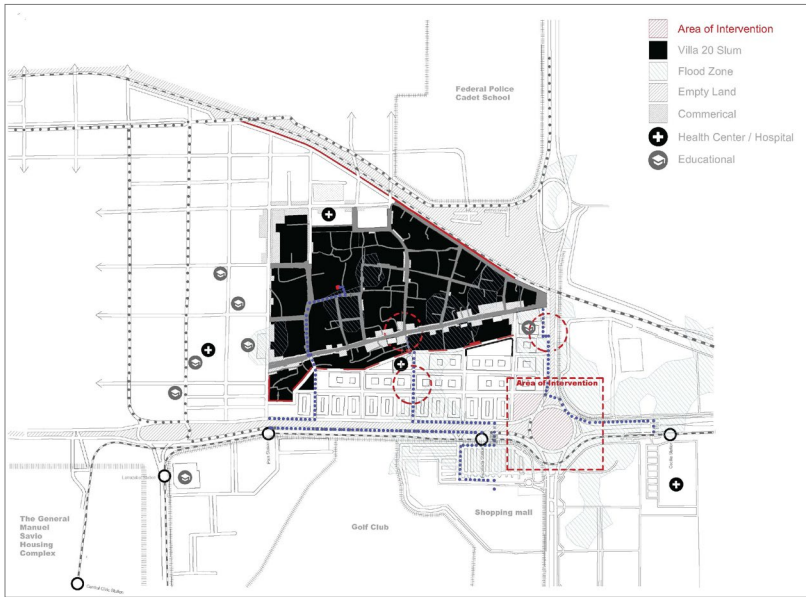 Area of Intervention
Villa 20 Slum
Flood Zone
Empty Land
Commerical
Health Center / Hospital
Educational
Federal Police
Cadet School
Area of Intervention
Shopping mall
Golf Club
The General
Manuel
Savio
Housing
Complex